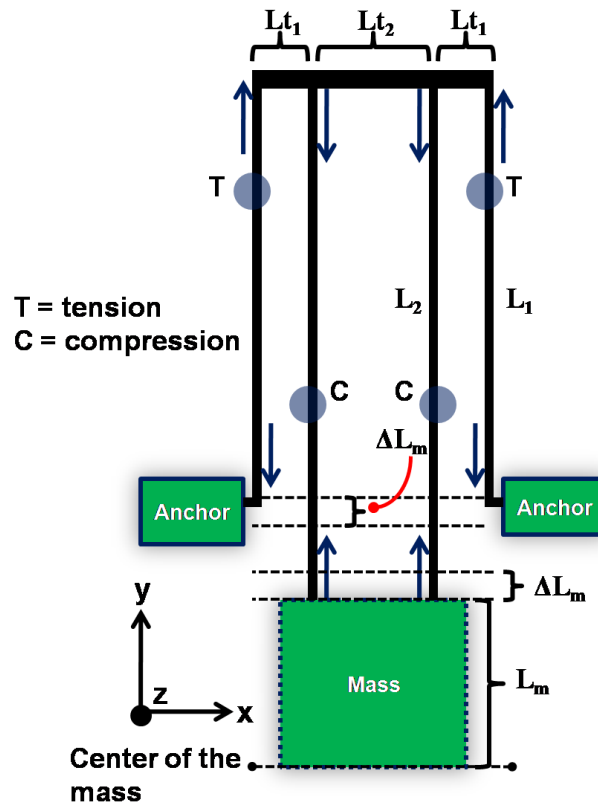 Lt₁ Lt₂ Lt₁
T T
L₂ L₁
T = tension
C = compression
C C
ΔLₘ
Anchor Anchor
ΔLₘ
y
Mass Lₘ
z x
Center of the
mass